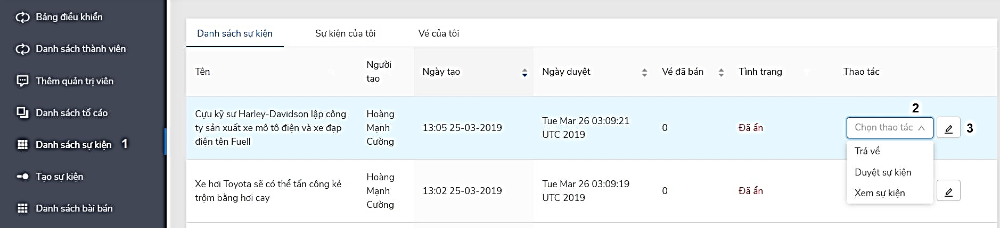 Bảng điều khiển
Danh sách thành viên
Thêm quản trị viên
Danh sách tố cáo
Danh sách sự kiện 1
Tạo sự kiện
Danh sách bài bán
Danh sách sự kiện Sự kiện của tôi Vé của tôi
Tên
Người
tạo
Ngày tạo
Ngày duyệt
Vé đã bán
Tình trạng
Thao tác
Cựu kỹ sư Harley-Davidson lập công
ty sản xuất xe mô tô điện và xe đạp
điện tên Fuell
Hoàng
Mạnh
Cường
13:05 25-03-2019
Tue Mar 26 03:09:21
UTC 2019
0
Đã ẩn
2
Chọn thao tác
3
Trả về
Duyệt sự kiện
Xem sự kiện
Xe hơi Toyota sẽ có thể tấn công kẻ
trộm bằng hơi cay
Hoàng
Mạnh
Cường
13:02 25-03-2019
Tue Mar 26 03:09:19
UTC 2019
0
Đã ẩn